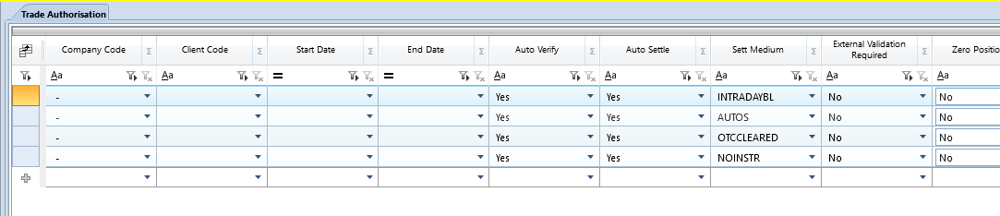 Trade Authorisation
Company Code Σ Client Code Σ Start Date Σ End Date Σ Auto Verify Σ Auto Settle Σ Sett Medium Σ External Validation Required Σ Zero Positio
Aa Aa = = Aa Aa Aa Aa Aa
- Yes Yes INTRADAYBL No No
- Yes Yes AUTOS No No
- Yes Yes OTCCLEARED No No
- Yes Yes NOINSTR No No